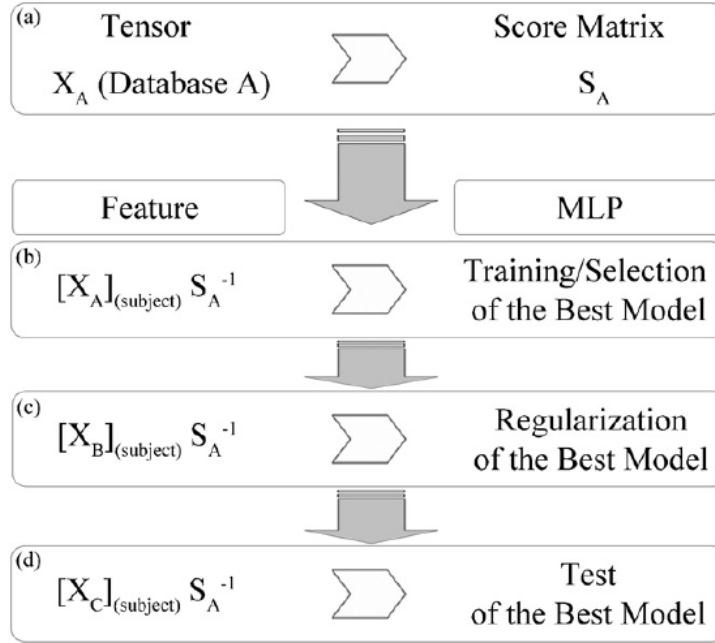 (a)
Tensor
Score Matrix
X_A (Database A)
S_A
Feature
MLP
(b)
[X_A]_(subject) S_A^-1
Training/Selection
of the Best Model
(c)
[X_B]_(subject) S_A^-1
Regularization
of the Best Model
(d)
[X_C]_(subject) S_A^-1
Test
of the Best Model